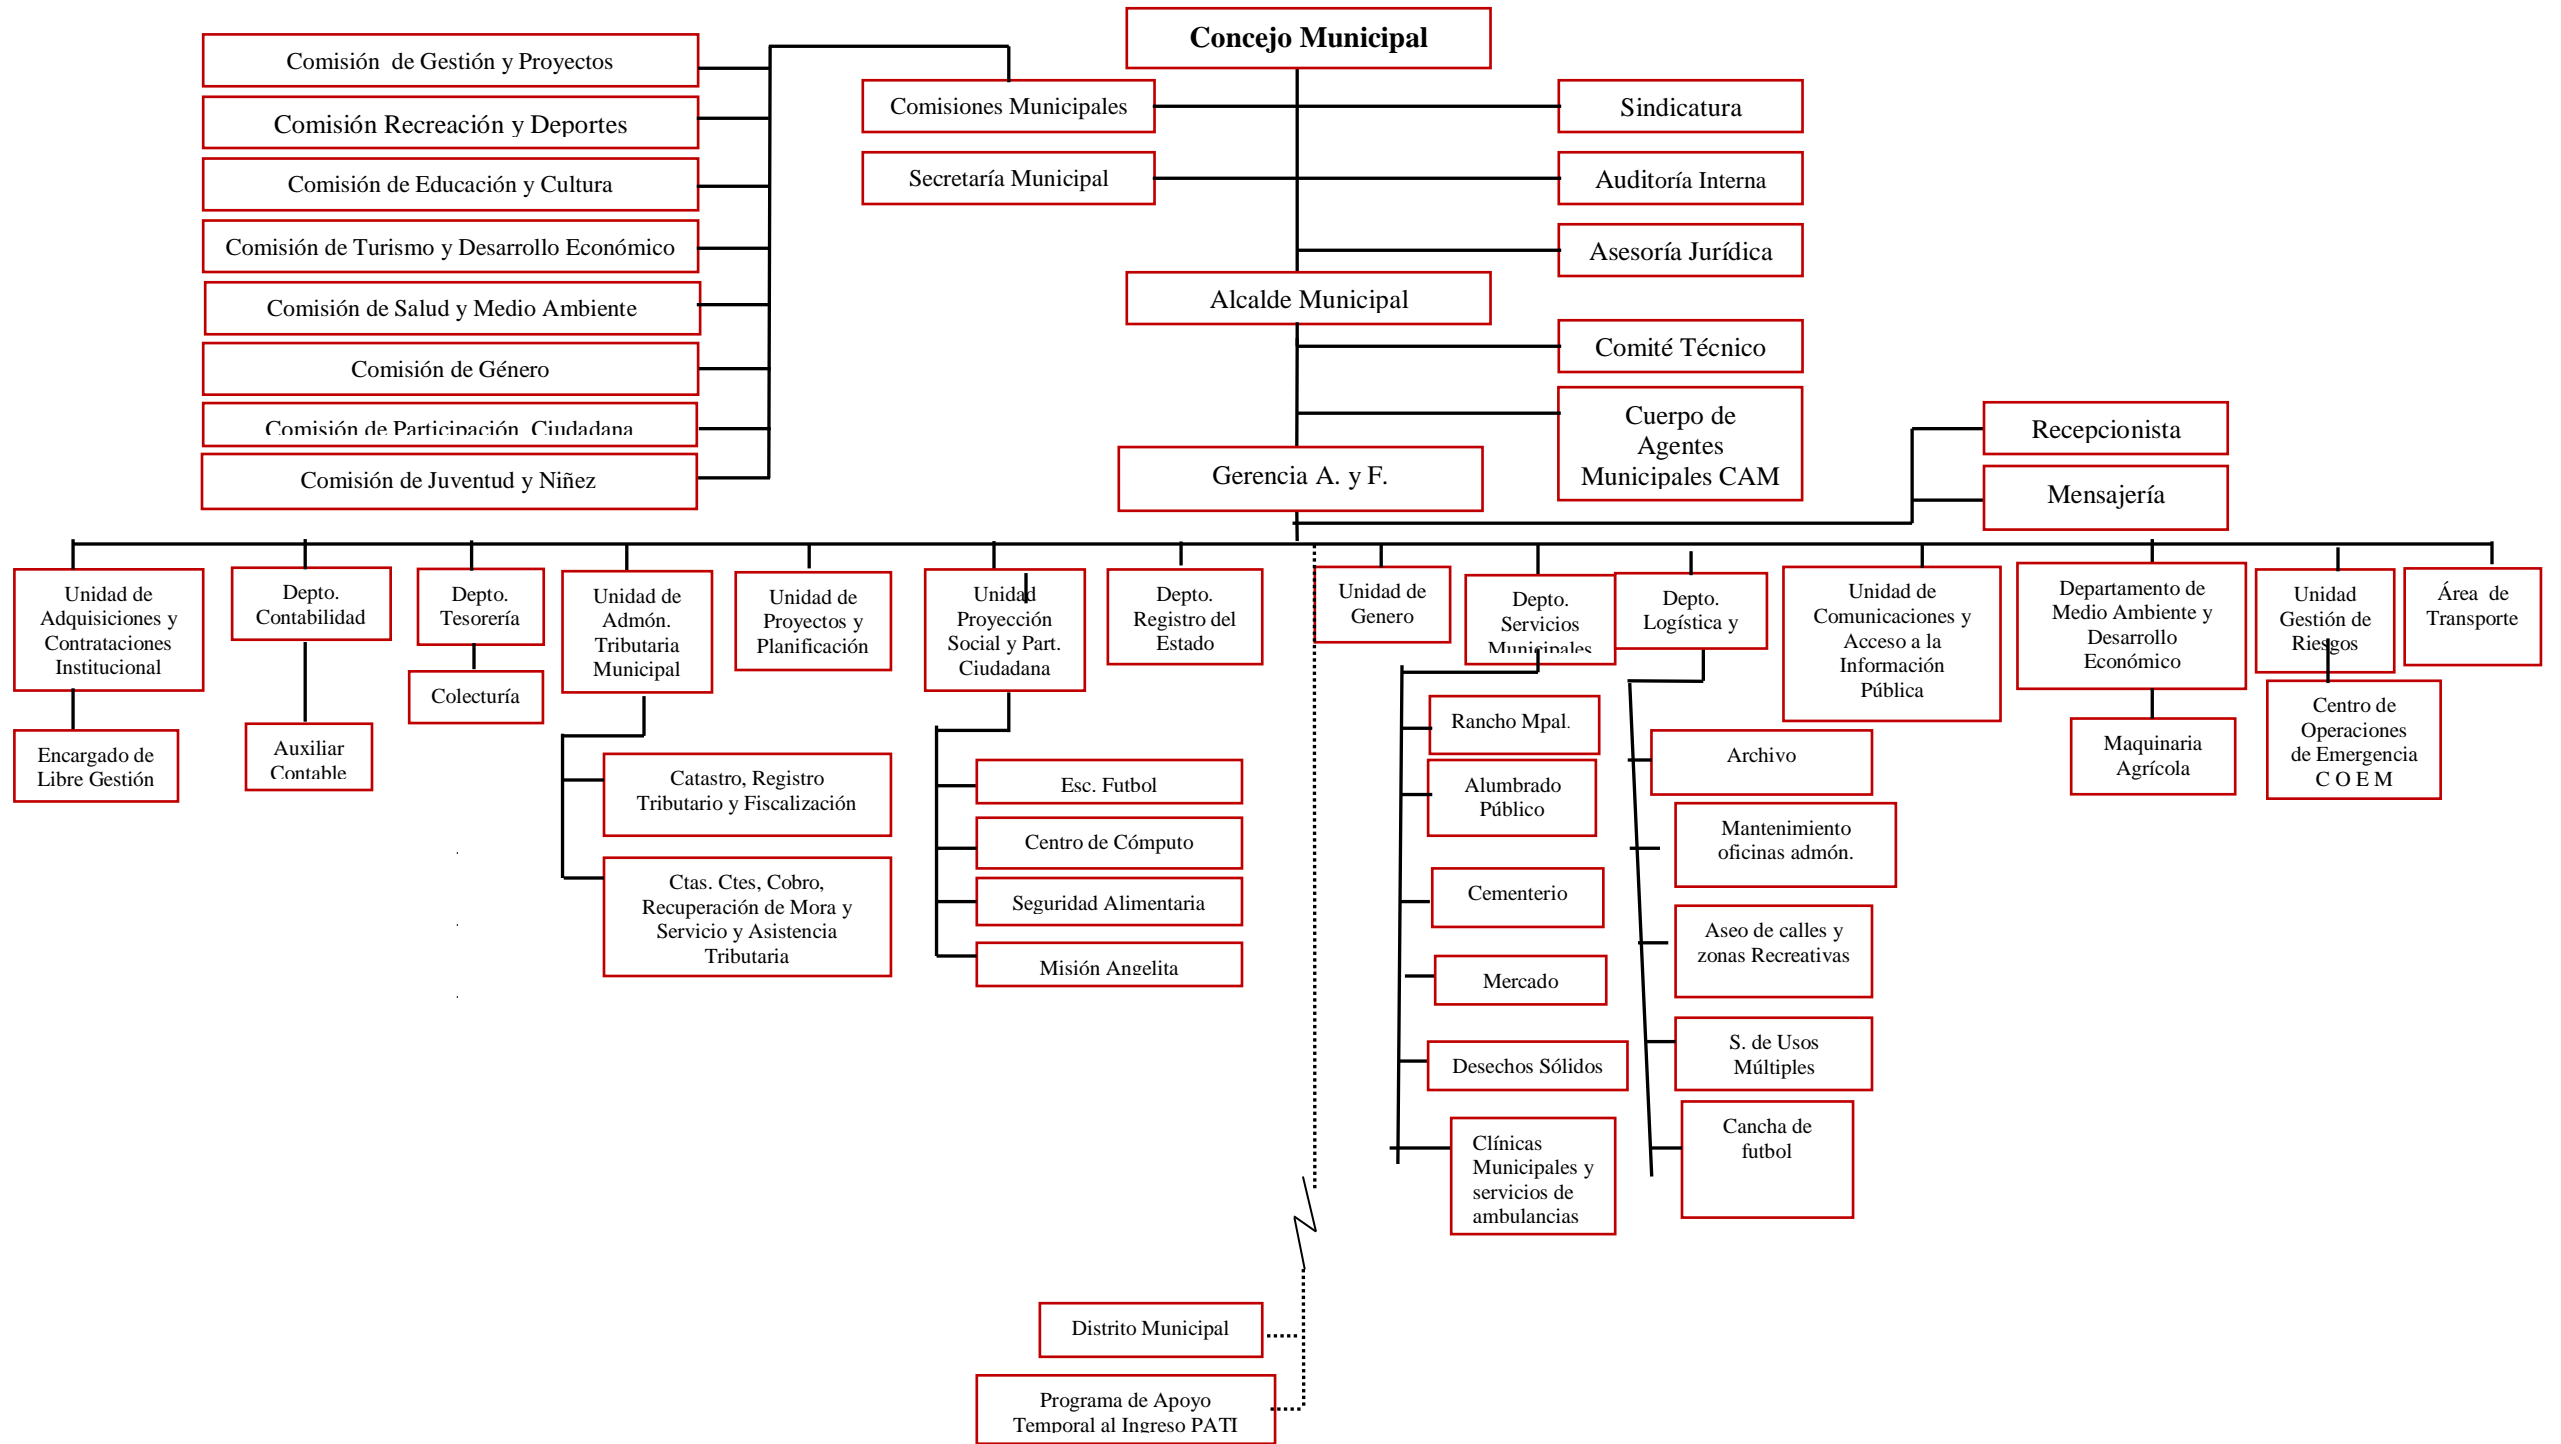 Concejo Municipal
Comisión de Gestión y Proyectos
Comisión Recreación y Deportes
Comisión de Educación y Cultura
Comisión de Turismo y Desarrollo Económico
Comisión de Salud y Medio Ambiente
Comisión de Género
Comisión de Participación Ciudadana
Comisión de Juventud y Niñez
Comisiones Municipales
Secretaría Municipal
Sindicatura
Auditoría Interna
Asesoría Jurídica
Alcalde Municipal
Comité Técnico
Cuerpo de
Agentes
Municipales CAM
Gerencia A. y F.
Recepcionista
Mensajería
Unidad de
Adquisiciones y
Contrataciones
Institucional
Encargado de
Libre Gestión
Depto.
Contabilidad
Auxiliar
Contable
Depto.
Tesorería
Colecturía
Unidad de
Admón.
Tributaria
Municipal
Catastro, Registro
Tributario y Fiscalización
Ctas. Ctes, Cobro,
Recuperación de Mora y
Servicio y Asistencia
Tributaria
Unidad de
Proyectos y
Planificación
Unidad
Proyección
Social y Part.
Ciudadana
Esc. Futbol
Centro de Cómputo
Seguridad Alimentaria
Misión Angelita
Depto.
Registro del
Estado
Unidad de
Genero
Depto.
Servicios
Municipales
Rancho Mpal.
Alumbrado
Público
Cementerio
Mercado
Desechos Sólidos
Clínicas
Municipales y
servicios de
ambulancias
Depto.
Logística y
Archivo
Mantenimiento
oficinas admón.
Aseo de calles y
zonas Recreativas
S. de Usos
Múltiples
Cancha de
futbol
Unidad de
Comunicaciones y
Acceso a la
Información
Pública
Departamento de
Medio Ambiente y
Desarrollo
Económico
Maquinaria
Agrícola
Unidad
Gestión de
Riesgos
Centro de
Operaciones
de Emergencia
C O E M
Área de
Transporte
Distrito Municipal
Programa de Apoyo
Temporal al Ingreso PATI